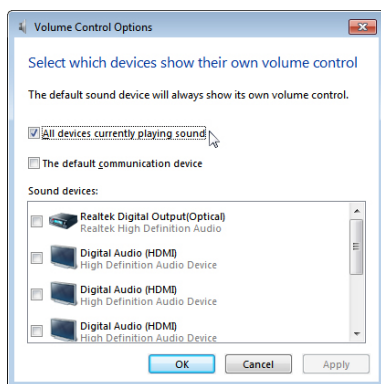 Volume Control Options
Select which devices show their own volume control
The default sound device will always show its own volume control.
All devices currently playing sound
The default communication device
Sound devices:
Realtek Digital Output(Optical)
Realtek High Definition Audio
Digital Audio (HDMI)
High Definition Audio Device
Digital Audio (HDMI)
High Definition Audio Device
Digital Audio (HDMI)
High Definition Audio Device
OK Cancel Apply